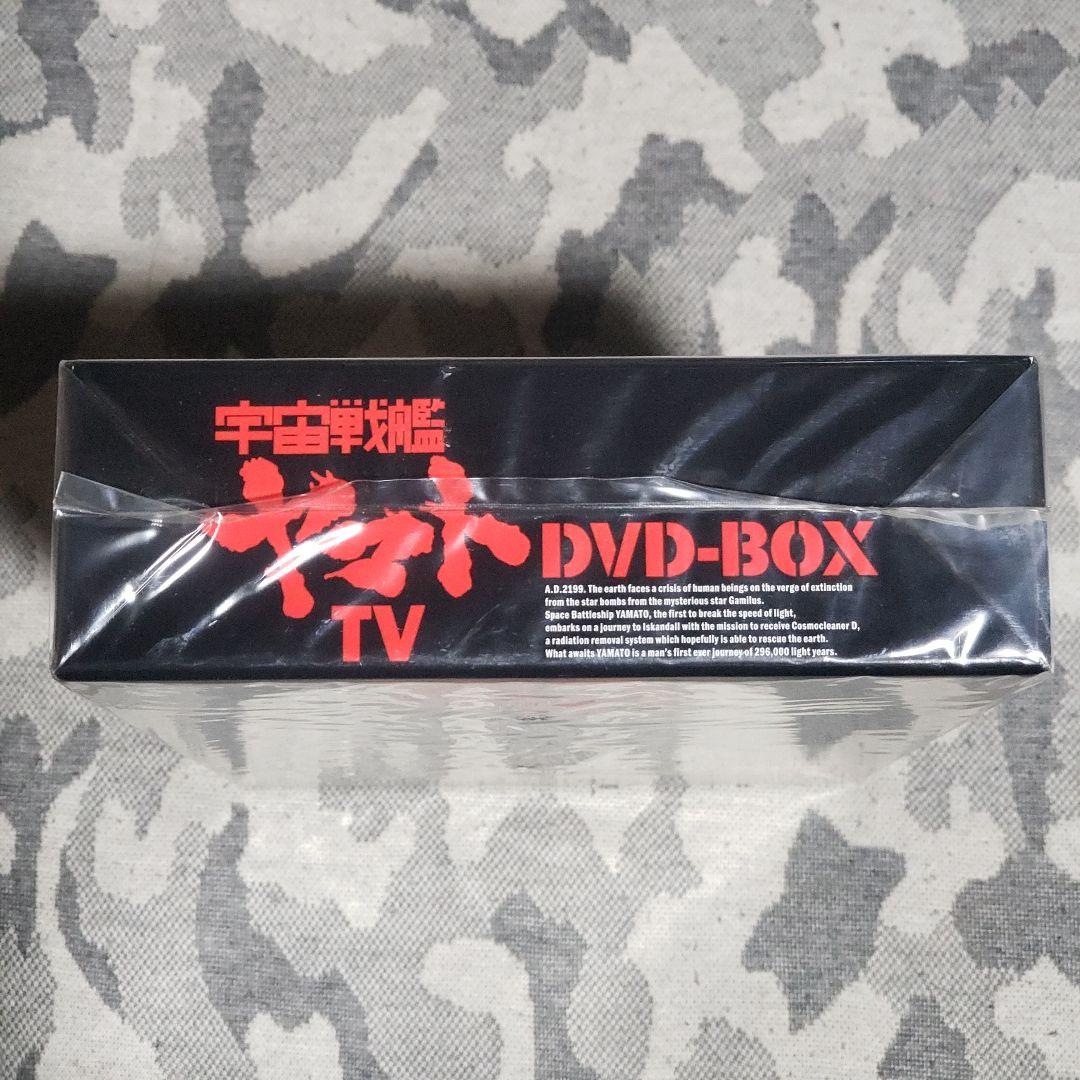 宇宙戦艦
ヤマト
TV
DVD-BOX
A.D.2199. The earth faces a crisis of human beings on the verge of extinction
from the star bombs from the mysterious star Gamilus.
Space Battleship YAMATO, the first to break the speed of light,
embarks on a journey to Iskandall with the mission to receive Cosmocleaner D,
a radiation removal system which hopefully is able to rescue the earth.
What awaits YAMATO is a man's first exer journey of 296,000 light years.